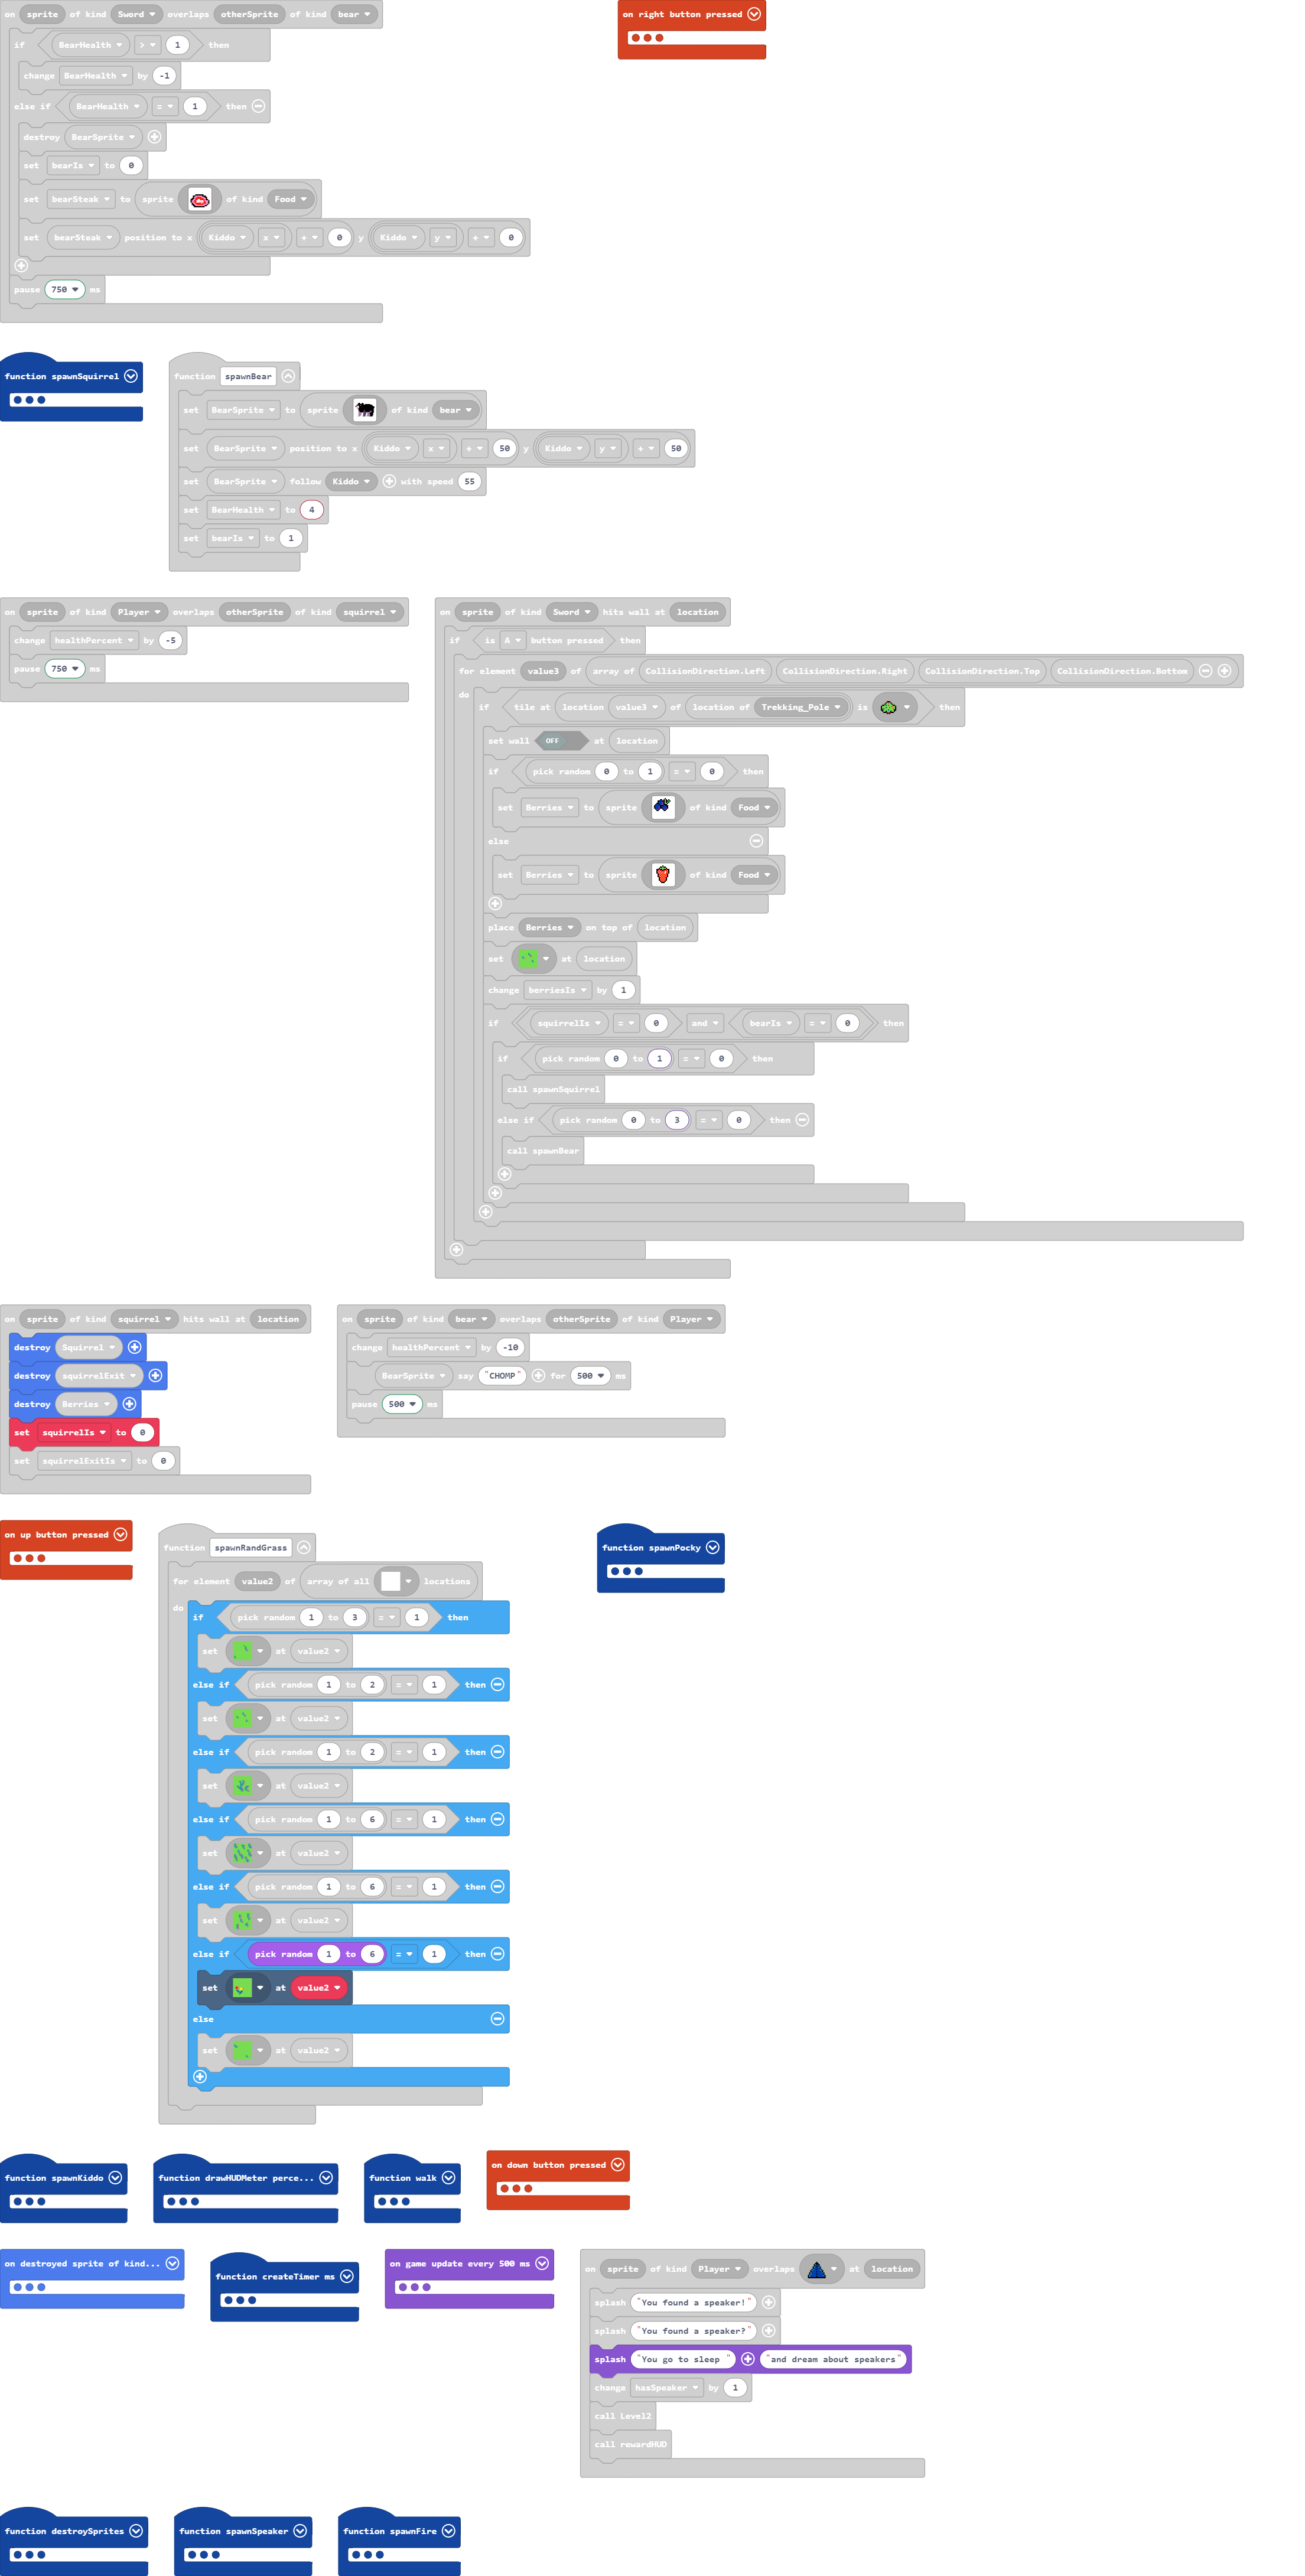 on sprite of kind Sword overlaps otherSprite of kind bear
on right button pressed
if BearHealth > 1 then
change BearHealth by -1
else if BearHealth = 1 then
destroy BearSprite
set bearIs to 0
set bearSteak to sprite of kind Food
set bearSteak position to x Kiddo x + 0 y Kiddo y + 0
pause 750 ms
function spawnSquirrel
function spawnBear
set BearSprite to sprite of kind bear
set BearSprite position to x Kiddo x + 50 y Kiddo y + 50
set BearSprite follow Kiddo with speed 55
set BearHealth to 4
set bearIs to 1
on sprite of kind Player overlaps otherSprite of kind squirrel
change healthPercent by -5
pause 750 ms
on sprite of kind Sword hits wall at location
if is A button pressed then
for element value3 of array of CollisionDirection.Left CollisionDirection.Right CollisionDirection.Top CollisionDirection.Bottom
do
if tile at location value3 of location of Trekking_Pole is then
set wall OFF at location
if pick random 0 to 1 = 0 then
set Berries to sprite of kind Food
else
set Berries to sprite of kind Food
place Berries on top of location
set at location
change berriesIs by 1
if squirrelIs = 0 and bearIs = 0 then
if pick random 0 to 1 = 0 then
call spawnSquirrel
else if pick random 0 to 3 = 0 then
call spawnBear
on sprite of kind squirrel hits wall at location
destroy Squirrel
destroy squirrelExit
destroy Berries
set squirrelIs to 0
set squirrelExitIs to 0
on sprite of kind bear overlaps otherSprite of kind Player
change healthPercent by -10
BearSprite say "CHOMP" for 500 ms
pause 500 ms
on up button pressed
function spawnRandGrass
for element value2 of array of all locations
do
if pick random 1 to 3 = 1 then
set at value2
else if pick random 1 to 2 = 1 then
set at value2
else if pick random 1 to 2 = 1 then
set at value2
else if pick random 1 to 6 = 1 then
set at value2
else if pick random 1 to 6 = 1 then
set at value2
else if pick random 1 to 6 = 1 then
set at value2
else
set at value2
function spawnPocky
function spawnKiddo
function drawHUDMeter perce...
function walk
on down button pressed
on destroyed sprite of kind...
function createTimer ms
on game update every 500 ms
on sprite of kind Player overlaps at location
splash "You found a speaker!"
splash "You found a speaker?"
splash "You go to sleep " "and dream about speakers"
change hasSpeaker by 1
call Level2
call rewardHUD
function destroySprites
function spawnSpeaker
function spawnFire